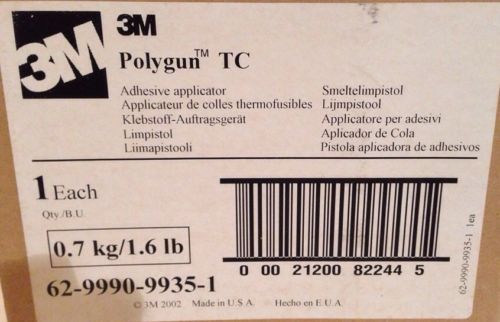 3M
3M
Polygun™ TC
Adhesive applicator
Applicateur de colles thermofusibles
Klebstoff-Auftragsgerät
Limpistol
Liimapistooli
Smeltelimpistol
Lijmpistool
Applicatore per adesivi
Aplicador de Cola
Pistola aplicadora de adhesivos
1 Each
Qty./B.U.
0.7 kg/1.6 lb
62-9990-9935-1
0 00 21200 82244 5
62-9990-9935-1 1ea
©3M 2002 Made in U.S.A. Hecho en E.U.A.